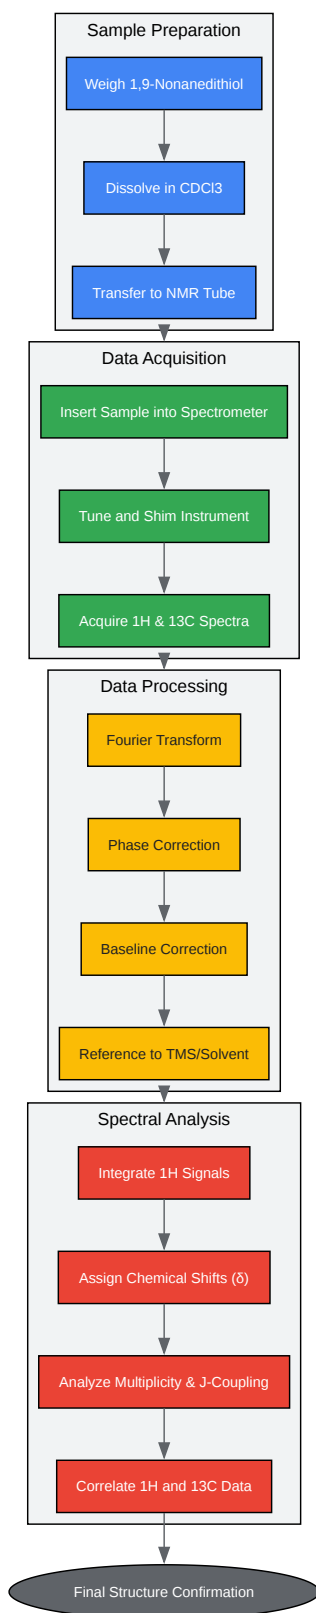 Sample Preparation
Weigh 1,9-Nonanedithiol
Dissolve in CDCl3
Transfer to NMR Tube
Data Acquisition
Insert Sample into Spectrometer
Tune and Shim Instrument
Acquire 1H & 13C Spectra
Data Processing
Fourier Transform
Phase Correction
Baseline Correction
Reference to TMS/Solvent
Spectral Analysis
Integrate 1H Signals
Assign Chemical Shifts (δ)
Analyze Multiplicity & J-Coupling
Correlate 1H and 13C Data
Final Structure Confirmation